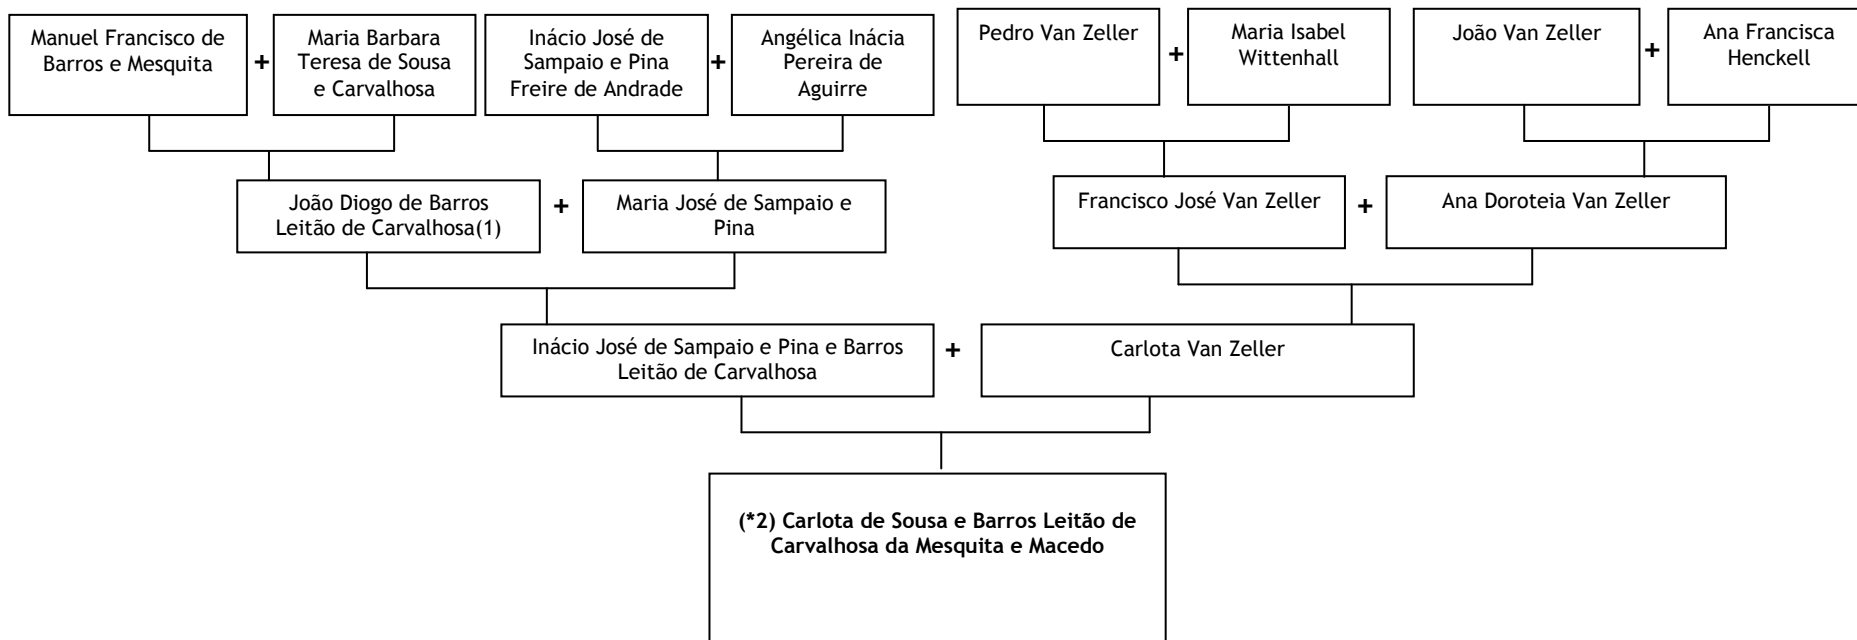 Manuel Francisco de
Barros e Mesquita
+
Maria Barbara
Teresa de Sousa
e Carvalhosa
Inácio José de
Sampaio e Pina
Freire de Andrade
+
Angélica Inácia
Pereira de
Aguirre
Pedro Van Zeller
+
Maria Isabel
Wittenhall
João Van Zeller
+
Ana Francisca
Henckell
João Diogo de Barros
Leitão de Carvalhosa(1)
+
Maria José de Sampaio e
Pina
Francisco José Van Zeller
+
Ana Doroteia Van Zeller
Inácio José de Sampaio e Pina e Barros
Leitão de Carvalhosa
+
Carlota Van Zeller
(*2) Carlota de Sousa e Barros Leitão de
Carvalhosa da Mesquita e Macedo